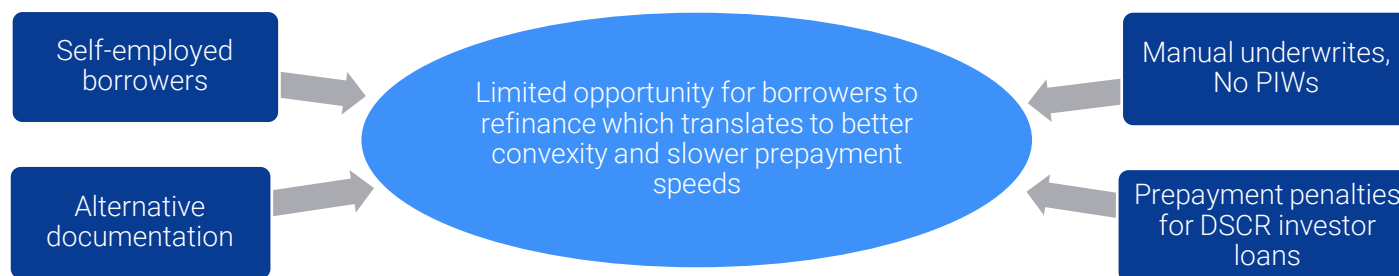 Self-employed
borrowers
Alternative
documentation
Limited opportunity for borrowers to
refinance which translates to better
convexity and slower prepayment
speeds
Manual underwrites,
No PIWs
Prepayment penalties
for DSCR investor
loans